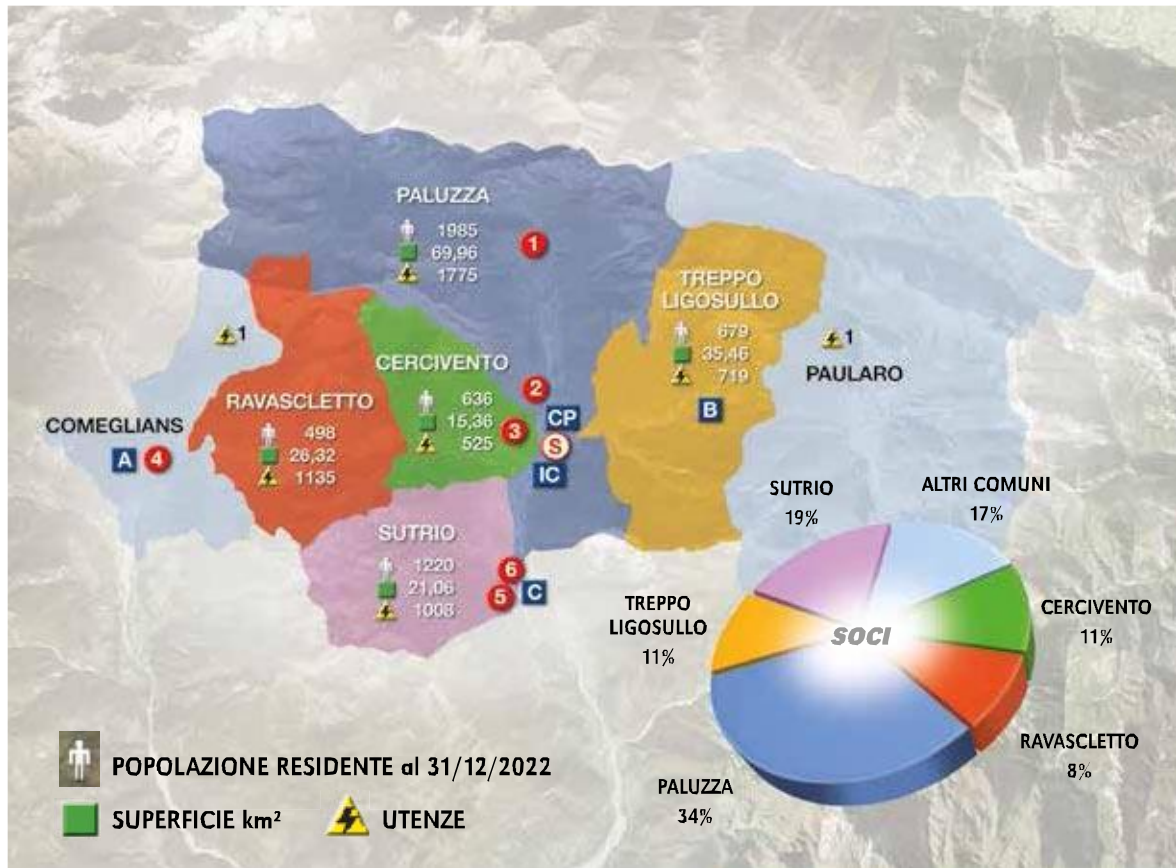 PALUZZA
1985
69,96
1775
1
TREPPO
LIGOSULLO
679
35,46
719
B
1
PAULARO
1
CERCIVENTO
636
15,36
525
2
3
CP
S
IC
RAVASCLETTO
498
26,32
1135
COMEGLIANS
A
4
SUTRIO
1220
21,06
1008
6
5
C
SUTRIO
19%
ALTRI COMUNI
17%
CERCIVENTO
11%
RAVASCLETTO
8%
PALUZZA
34%
TREPPO
LIGOSULLO
11%
SOCI
POPOLAZIONE RESIDENTE al 31/12/2022
SUPERFICIE km²
UTENZE